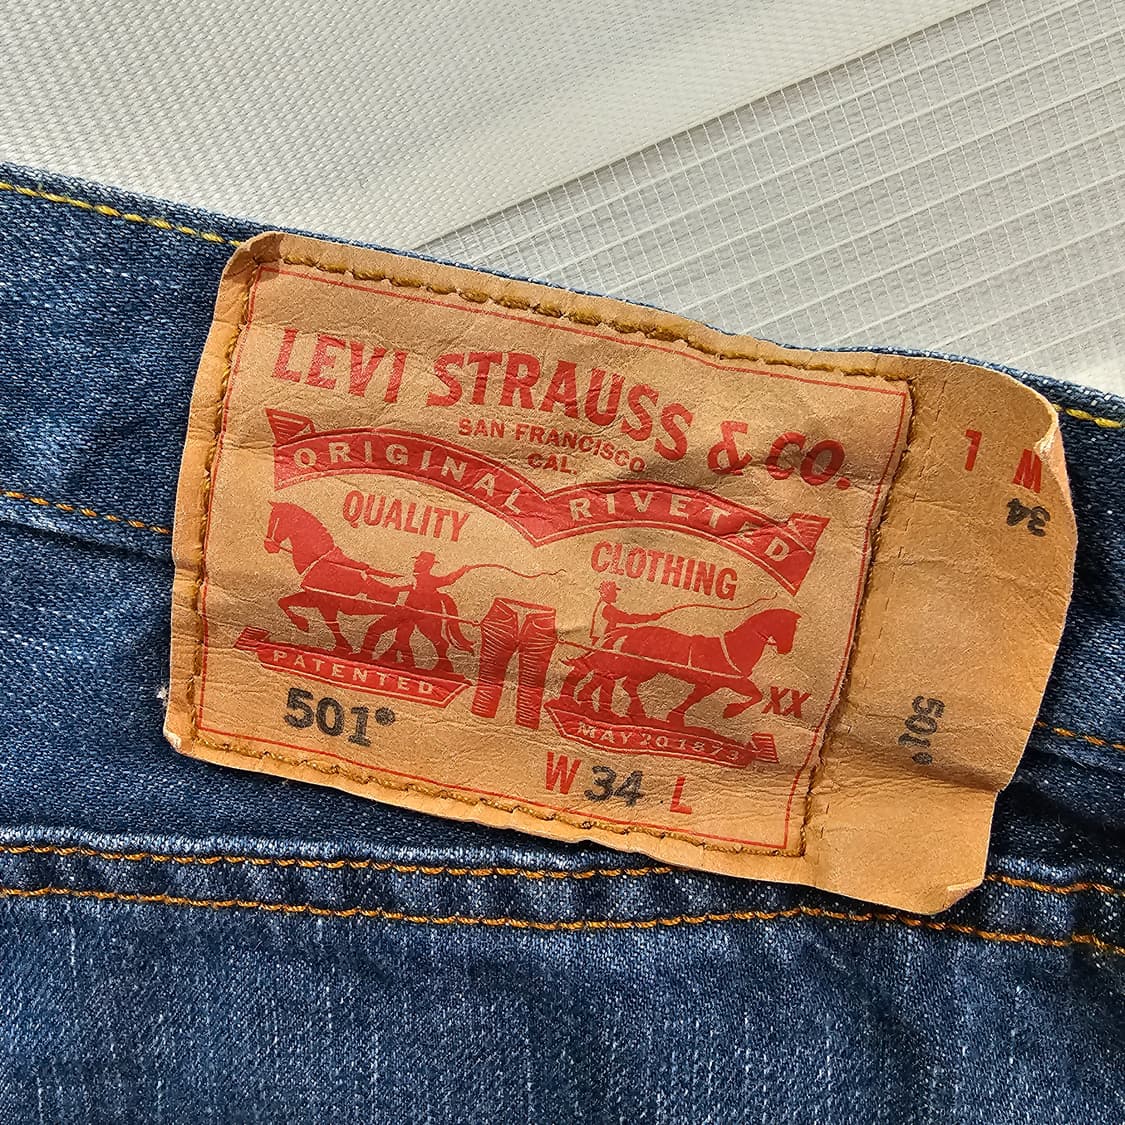 LEVI STRAUSS & CO.
SAN FRANCISCO
CAL.
ORIGINAL RIVETED
QUALITY
CLOTHING
XX
PATENTED
MAY 20 1873
501®
W 34 L
1 M
34
501®